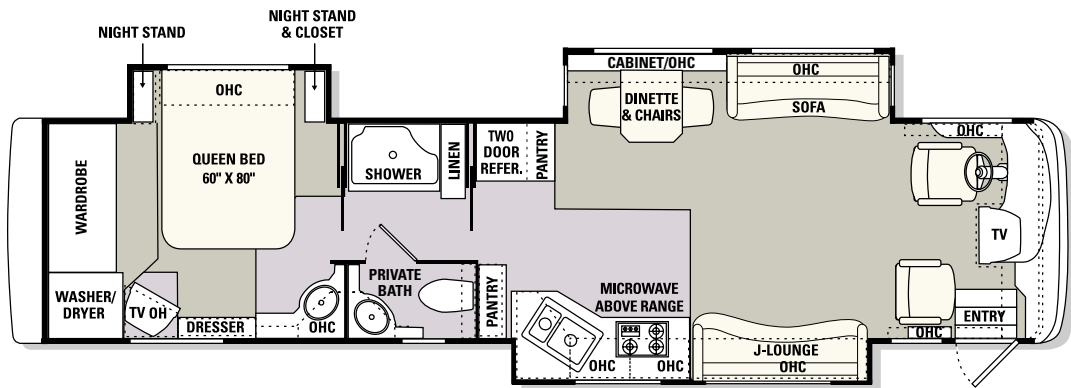 NIGHT STAND
NIGHT STAND
& CLOSET
OHC
QUEEN BED
60" X 80"
WARDROBE
WASHER/
DRYER
TV OH
DRESSER
OHC
SHOWER
LINEN
PRIVATE
BATH
TWO
DOOR
REFER.
PANTRY
PANTRY
CABINET/OHC
DINETTE
& CHAIRS
OHC
SOFA
MICROWAVE
ABOVE RANGE
OHC
OHC
J-LOUNGE
OHC
OHC
TV
OHC
ENTRY